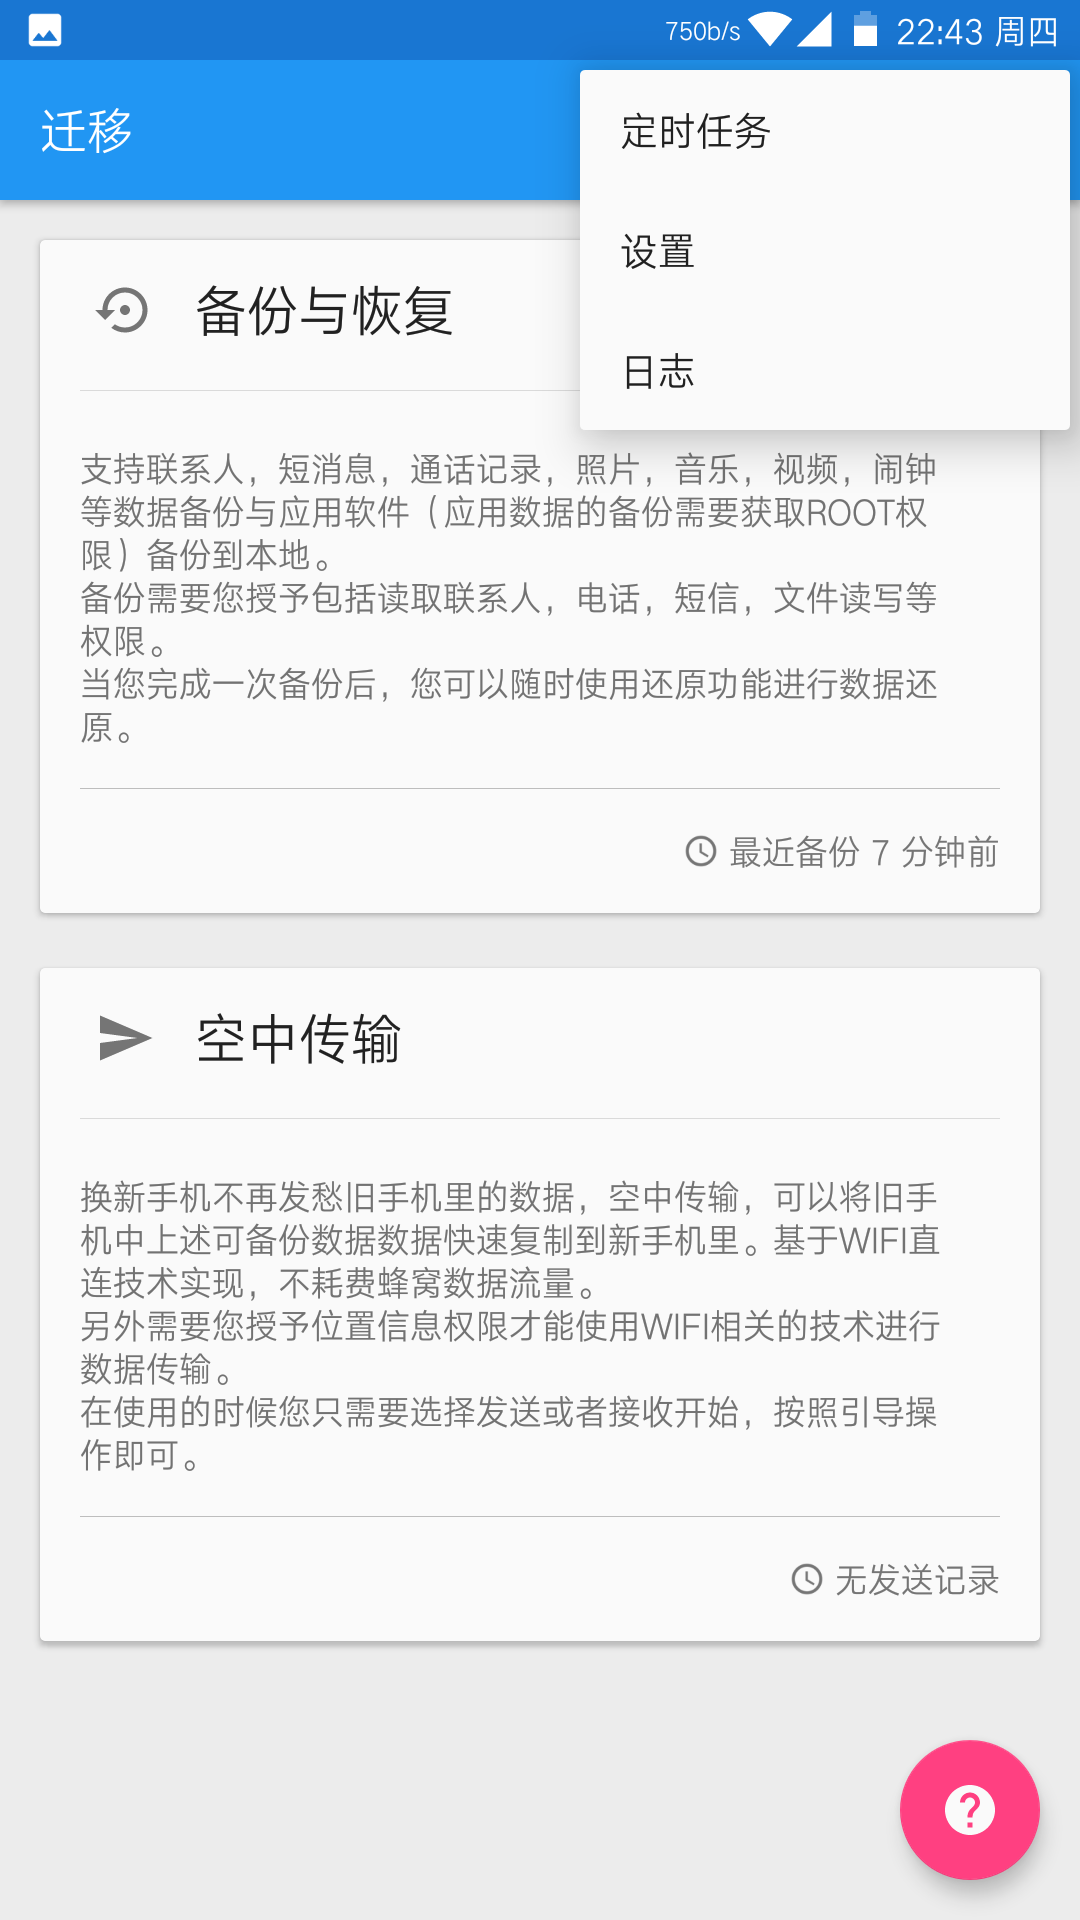 750b/s 22:43 周四
迁移
定时任务
设置
日志
备份与恢复
支持联系人，短消息，通话记录，照片，音乐，视频，闹钟
等数据备份与应用软件（应用数据的备份需要获取ROOT权
限）备份到本地。
备份需要您授予包括读取联系人，电话，短信，文件读写等
权限。
当您完成一次备份后，您可以随时使用还原功能进行数据还
原。
最近备份 7 分钟前
空中传输
换新手机不再发愁旧手机里的数据，空中传输，可以将旧手
机中上述可备份数据数据快速复制到新手机里。基于WIFI直
连技术实现，不耗费蜂窝数据流量。
另外需要您授予位置信息权限才能使用WIFI相关的技术进行
数据传输。
在使用的时候您只需要选择发送或者接收开始，按照引导操
作即可。
无发送记录